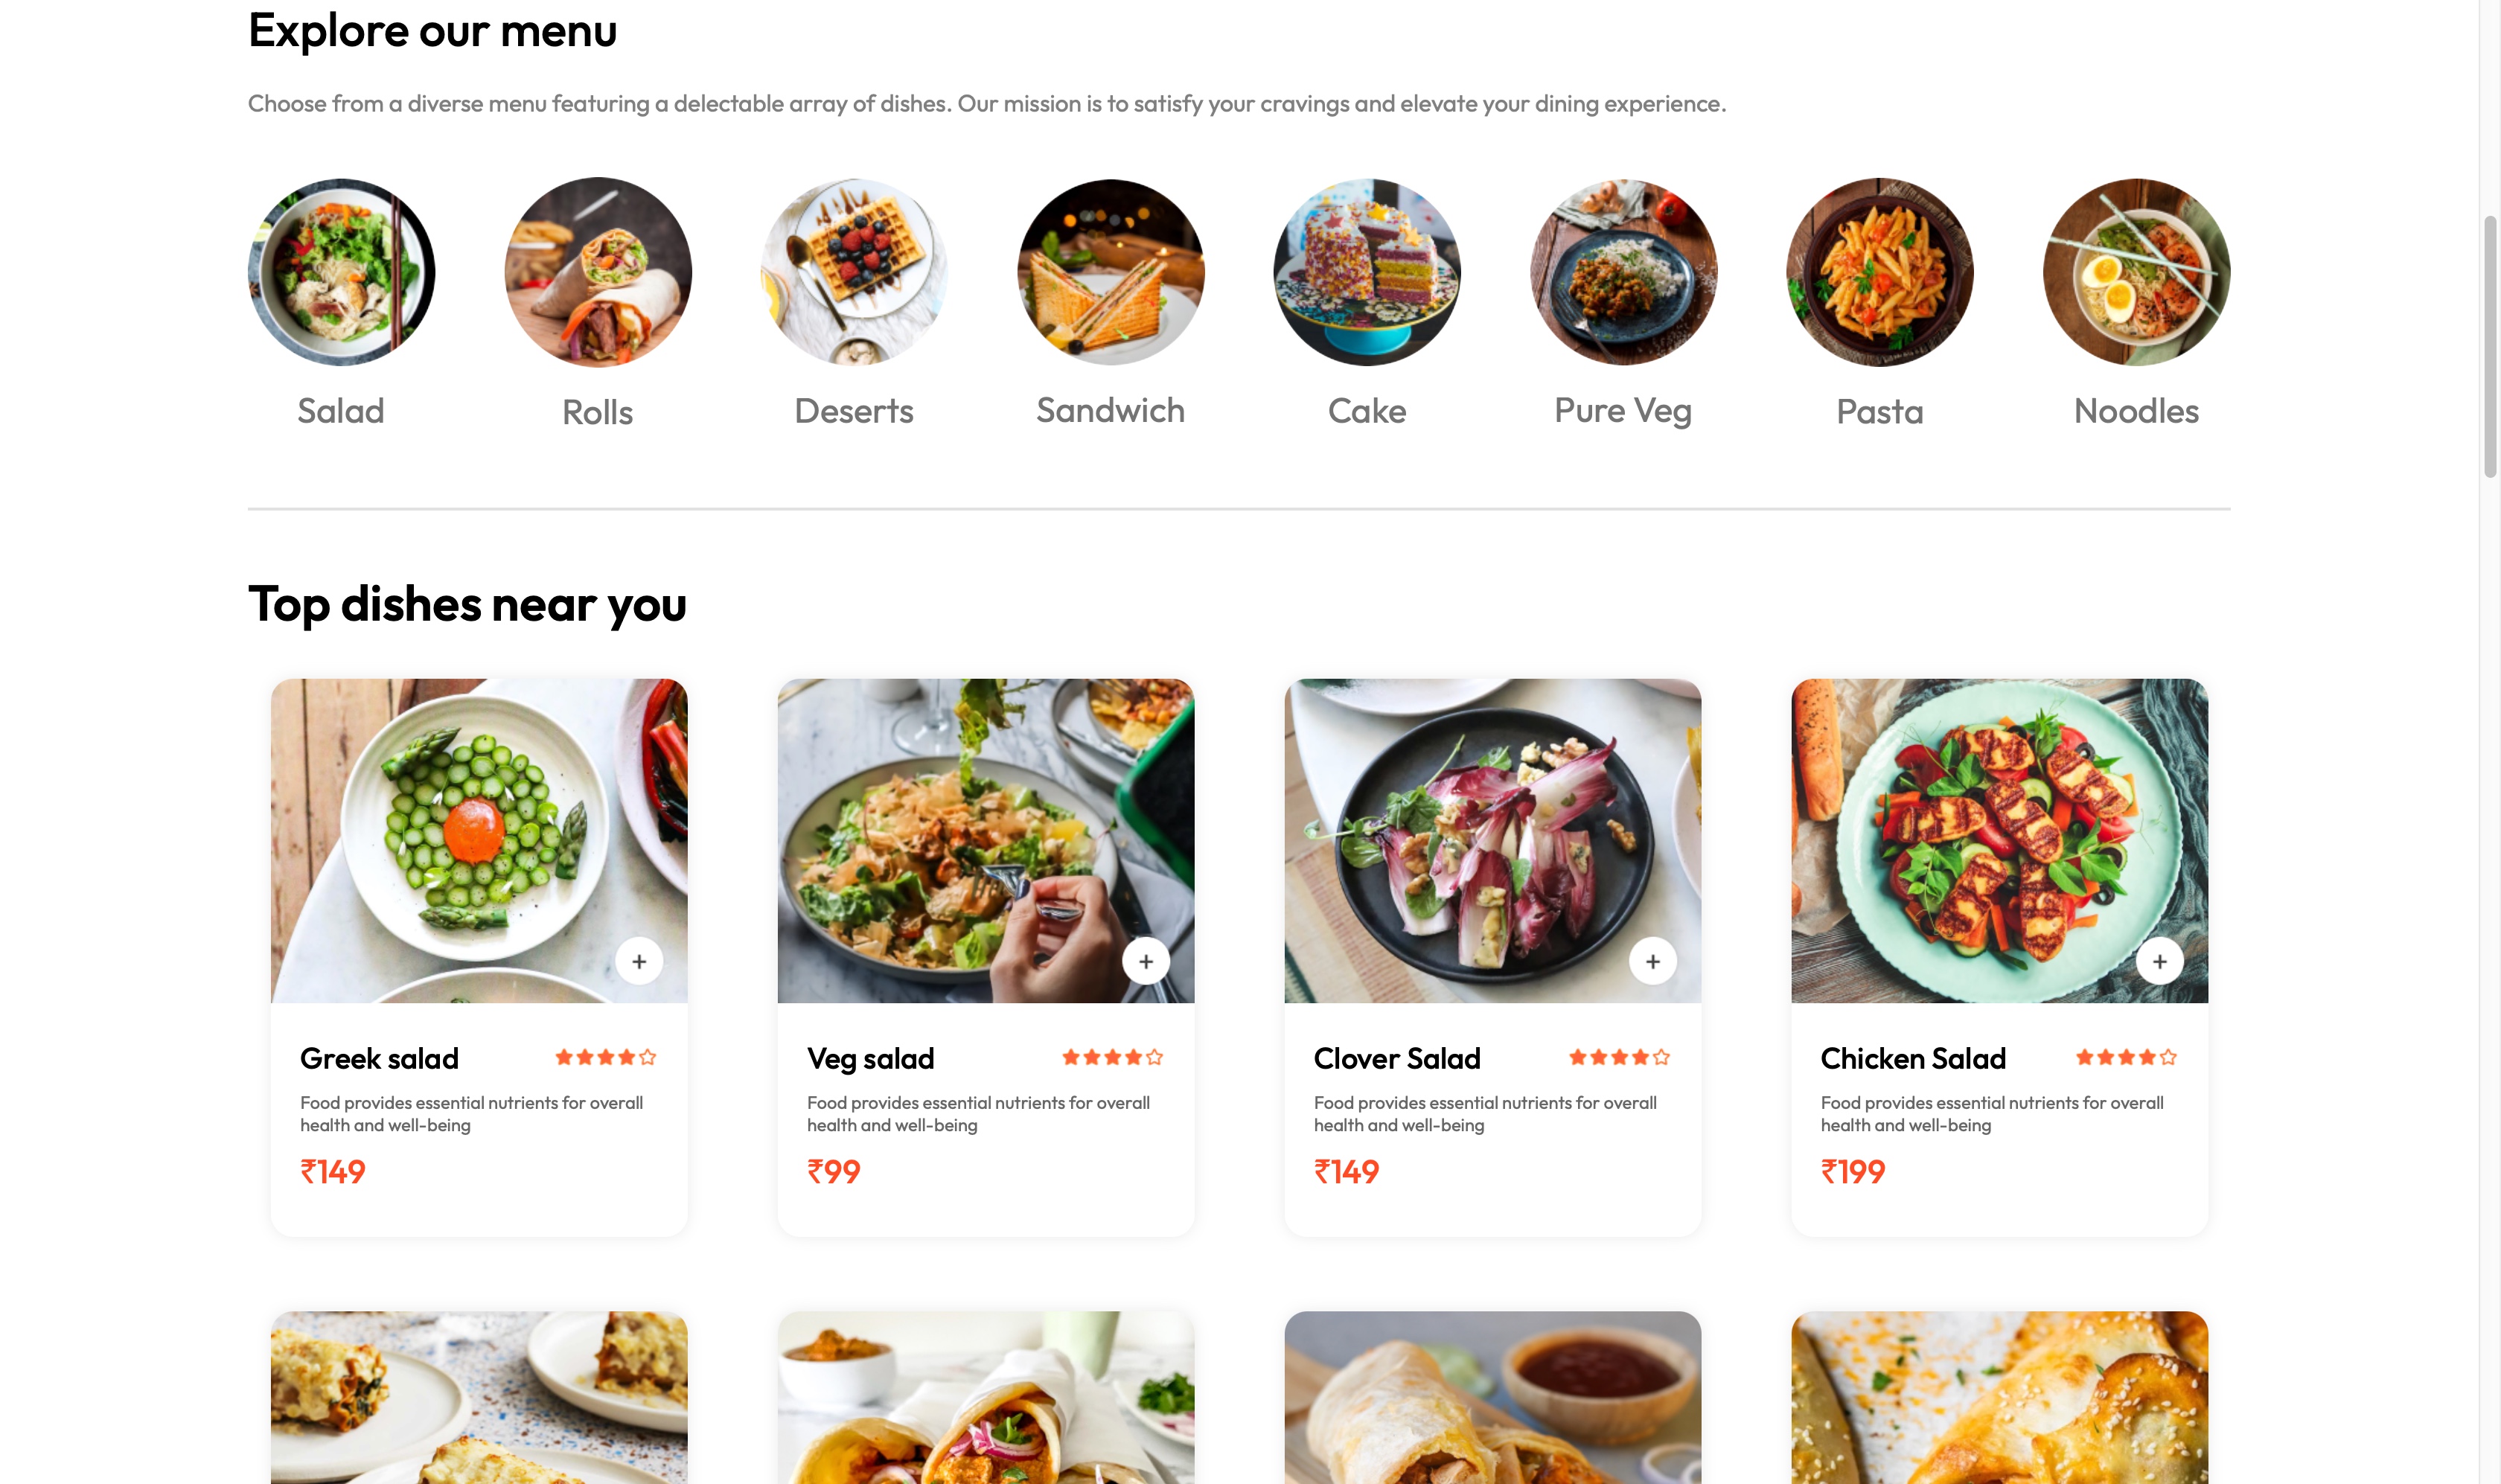 Explore our menu
Choose from a diverse menu featuring a delectable array of dishes. Our mission is to satisfy your cravings and elevate your dining experience.
Salad
Rolls
Deserts
Sandwich
Cake
Pure Veg
Pasta
Noodles
Top dishes near you
Greek salad
Food provides essential nutrients for overall
health and well-being
₹149
Veg salad
Food provides essential nutrients for overall
health and well-being
₹99
Clover Salad
Food provides essential nutrients for overall
health and well-being
₹149
Chicken Salad
Food provides essential nutrients for overall
health and well-being
₹199